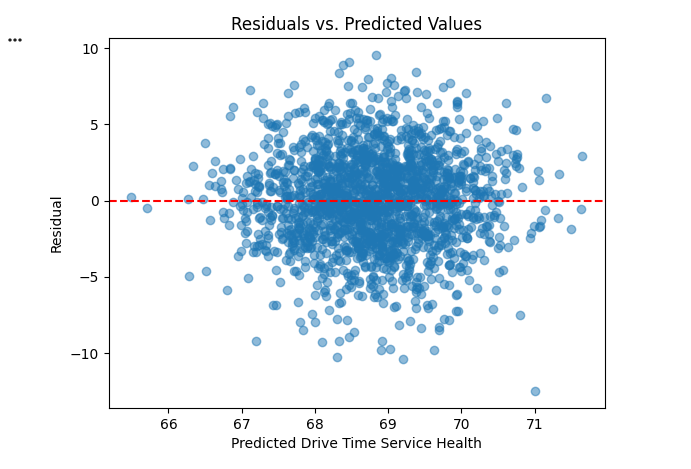 Residuals vs. Predicted Values
***
10
5
0
−5
−10
Residual
66 67 68 69 70 71
Predicted Drive Time Service Health